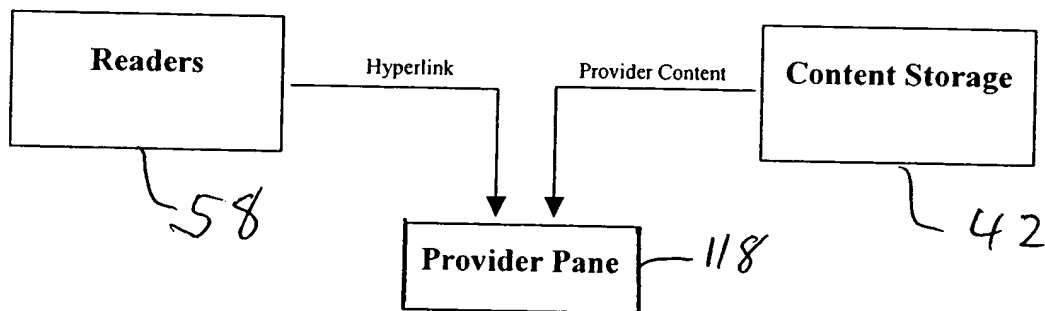 Readers
Hyperlink
Provider Content
Content Storage
58
42
Provider Pane
118